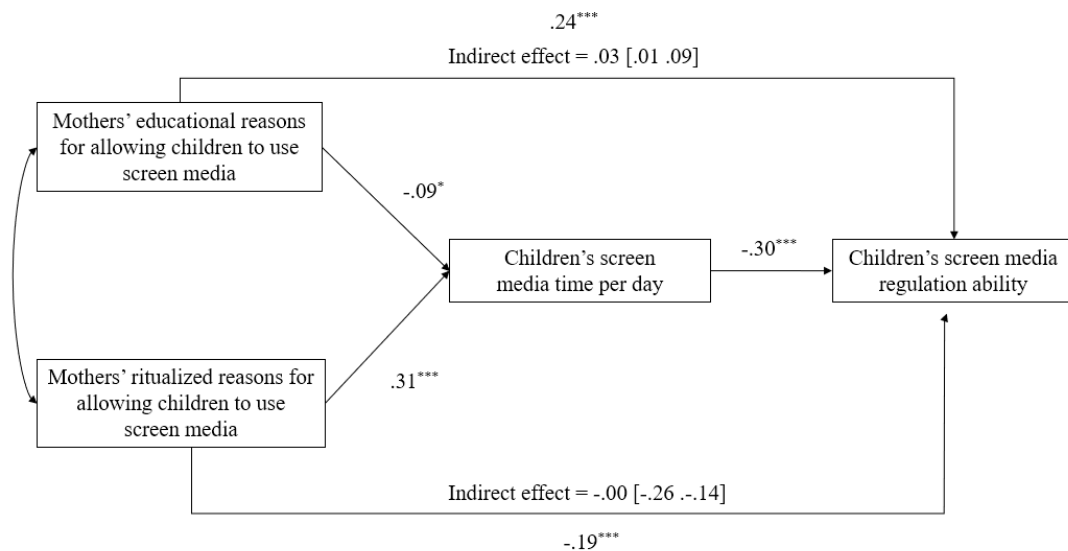 .24***
Indirect effect = .03 [.01 .09]
Mothers’ educational reasons
for allowing children to use
screen media
-.09*
Children’s screen
media time per day
-.30***
Children’s screen media
regulation ability
Mothers’ ritualized reasons for
allowing children to use
screen media
.31***
Indirect effect = -.00 [-.26 .-.14]
-.19***